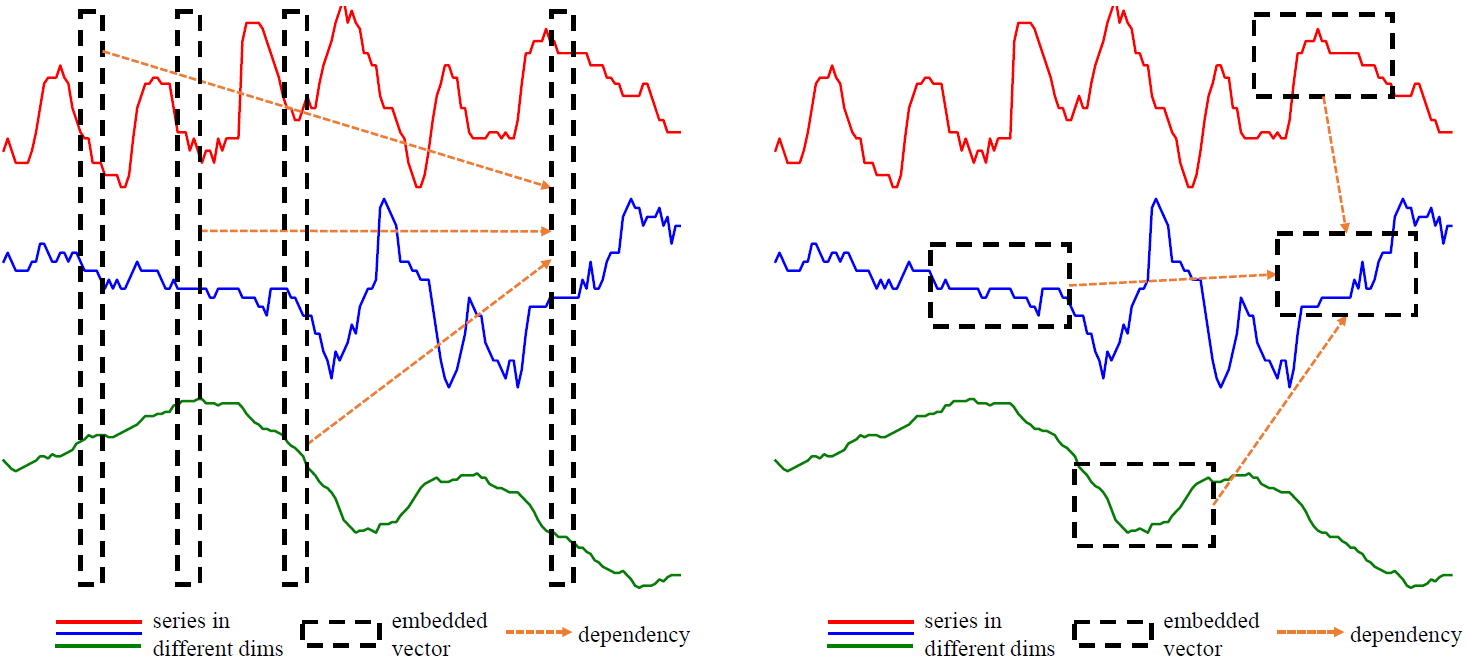 series in
different dims
embedded
vector
dependency
series in
different dims
embedded
vector
dependency